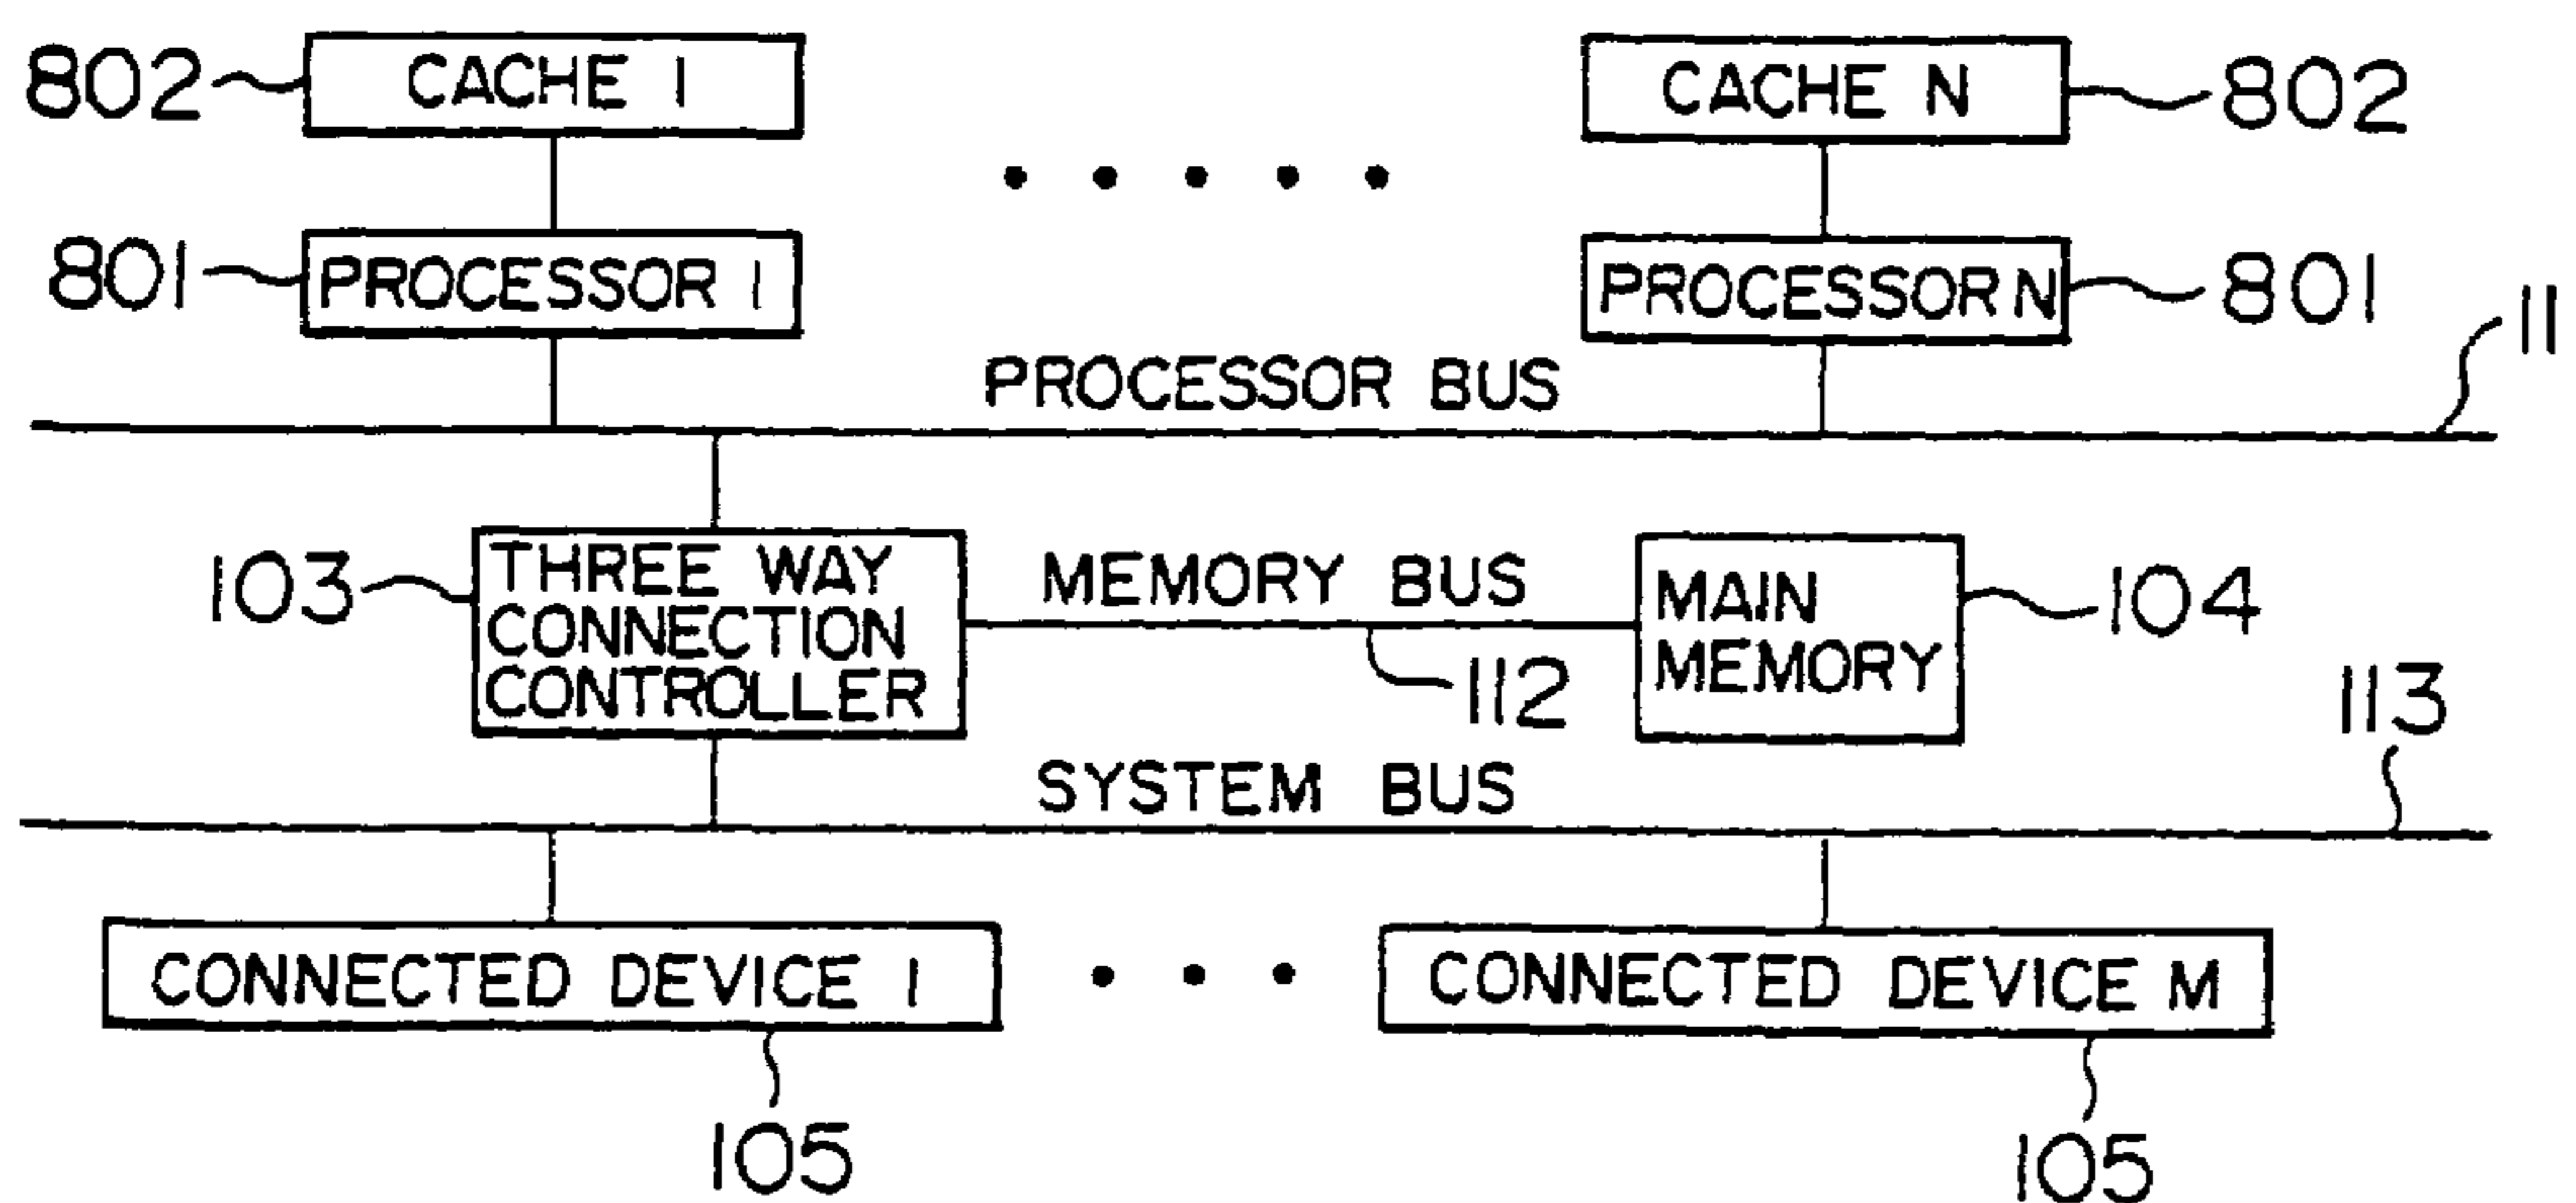 802
CACHE 1
CACHE N
802
801
PROCESSOR 1
PROCESSOR N
801
PROCESSOR BUS
11
103
THREE WAY
CONNECTION
CONTROLLER
MEMORY BUS
112
MAIN
MEMORY
104
113
SYSTEM BUS
CONNECTED DEVICE 1
CONNECTED DEVICE M
105
105